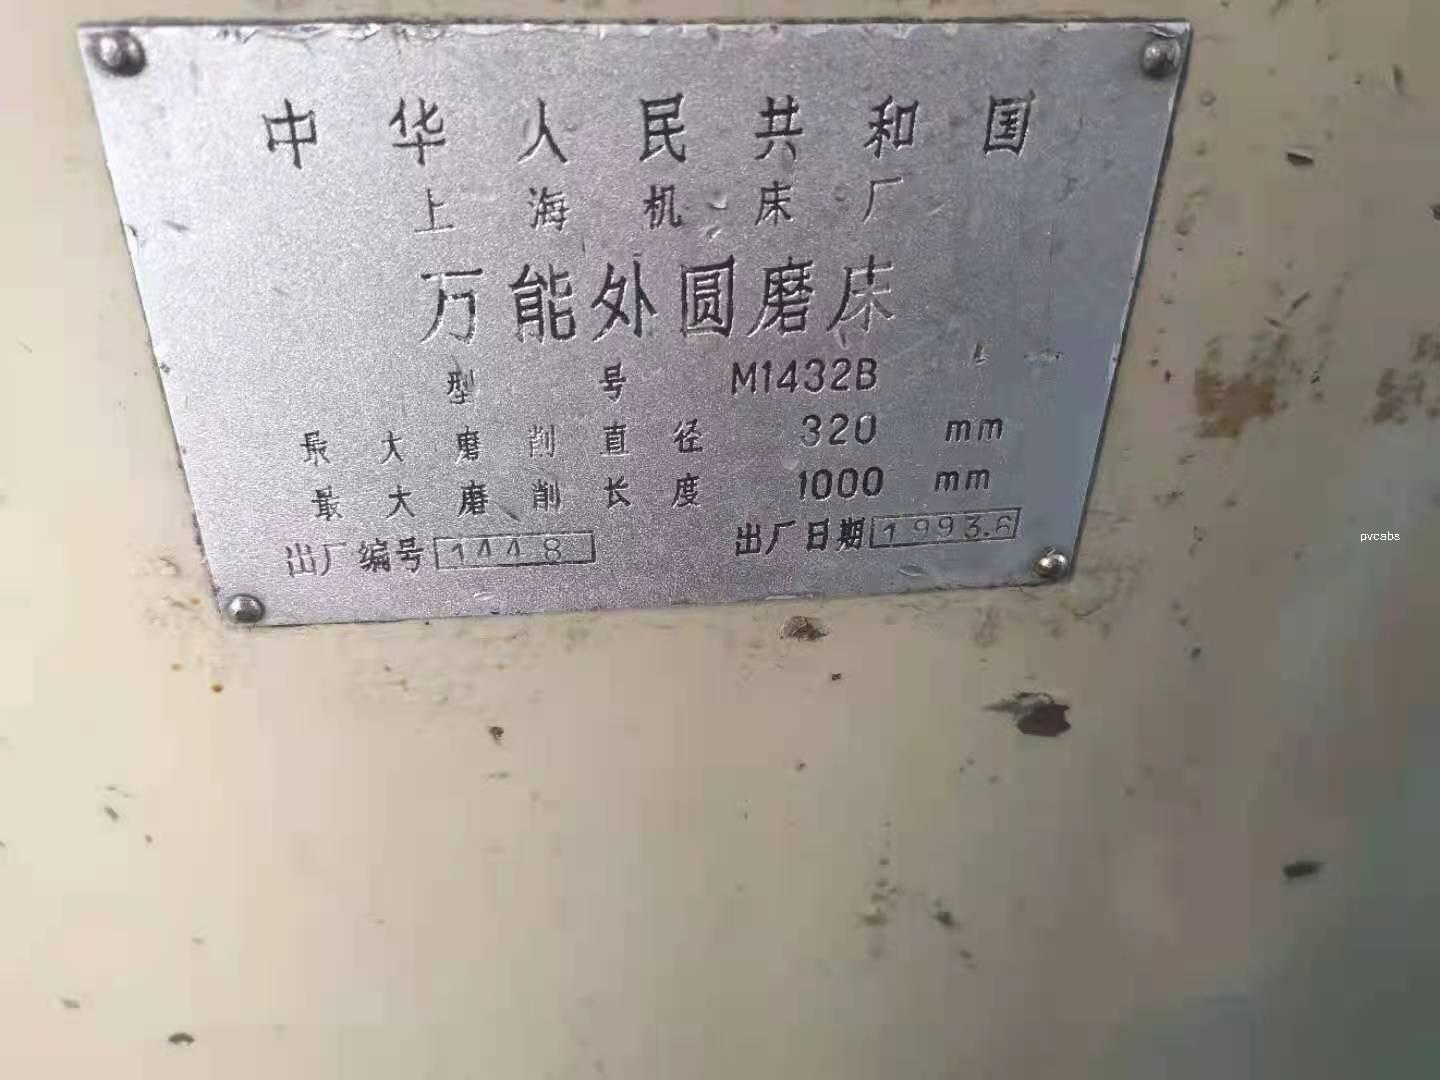 中华人民共和国
上海机床厂
万能外圆磨床
型号 M1432B
最大磨削直径 320 mm
最大磨削长度 1000 mm
出厂编号 1448 出厂日期 1993.6
pvcabs